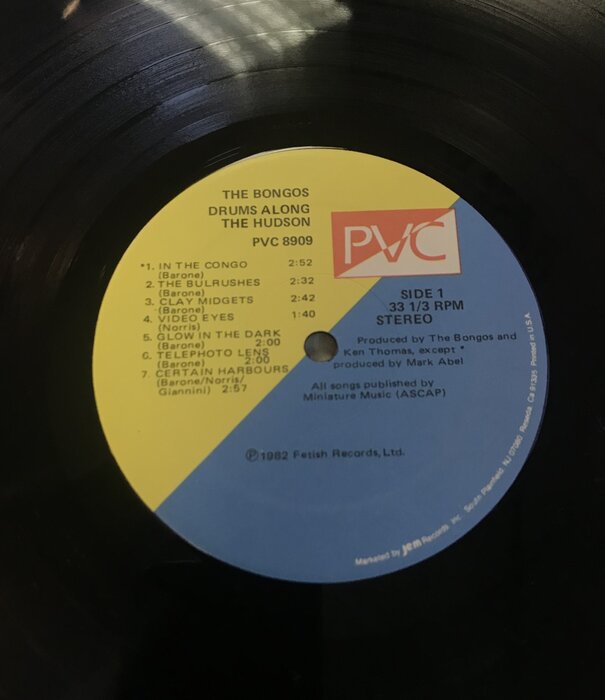 THE BONGOS
DRUMS ALONG
THE HUDSON
PVC 8909
*1. IN THE CONGO 2:52
(Barone)
2. THE BULRUSHES 2:32
(Barone)
3. CLAY MIDGETS 2:42
(Barone)
4. VIDEO EYES 1:40
(Norris)
5. GLOW IN THE DARK
(Barone) 2:00
6. TELEPHOTO LENS
(Barone) 2:00
7. CERTAIN HARBOURS
(Barone/Norris/
Giannini) 2:57
PVC
SIDE 1
33 1/3 RPM
STEREO
Produced by The Bongos and
Ken Thomas, except *
produced by Mark Abel
All songs published by
Miniature Music (ASCAP)
Ⓟ1982 Fetish Records, Ltd.
Marketed by jem Records Inc. South Plainfield NJ 07080 Reseda, Ca 91335 Printed in U.S.A.